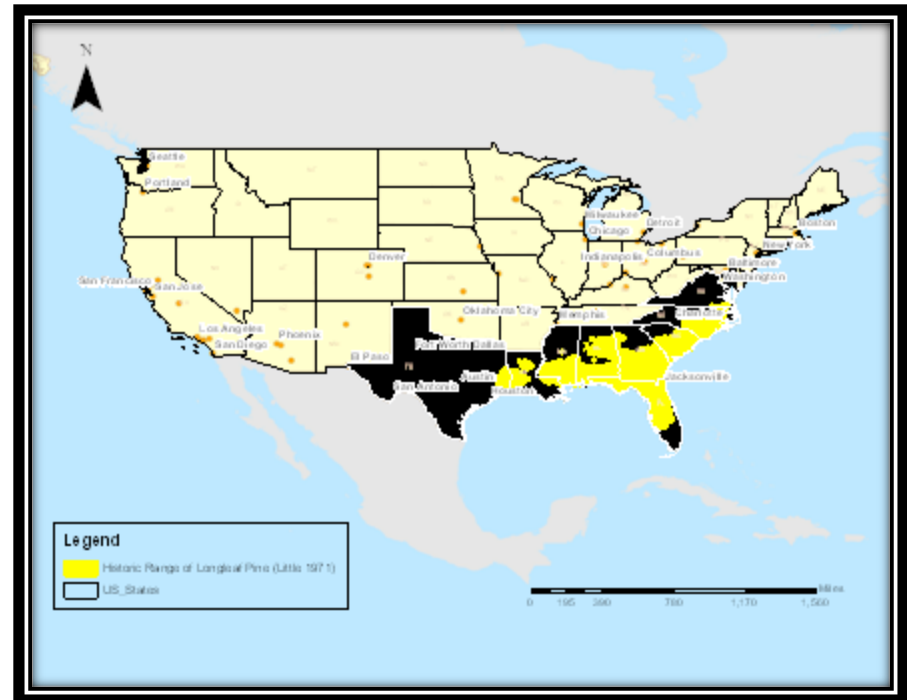 N
Seattle
Portland
Milwaukee
Detroit
Boston
Chicago
New York
Denver
Indianapolis
Columbus
Baltimore
Washington
San Francisco
San Jose
Oklahoma City
Memphis
Charlotte
Los Angeles
Phoenix
San Diego
Fort Worth
Dallas
El Paso
Austin
Jacksonville
San Antonio
Houston
Legend
Historic Range of Longleaf Pine (Little 1971)
US_States
Miles
0 195 390 780 1,170 1,560